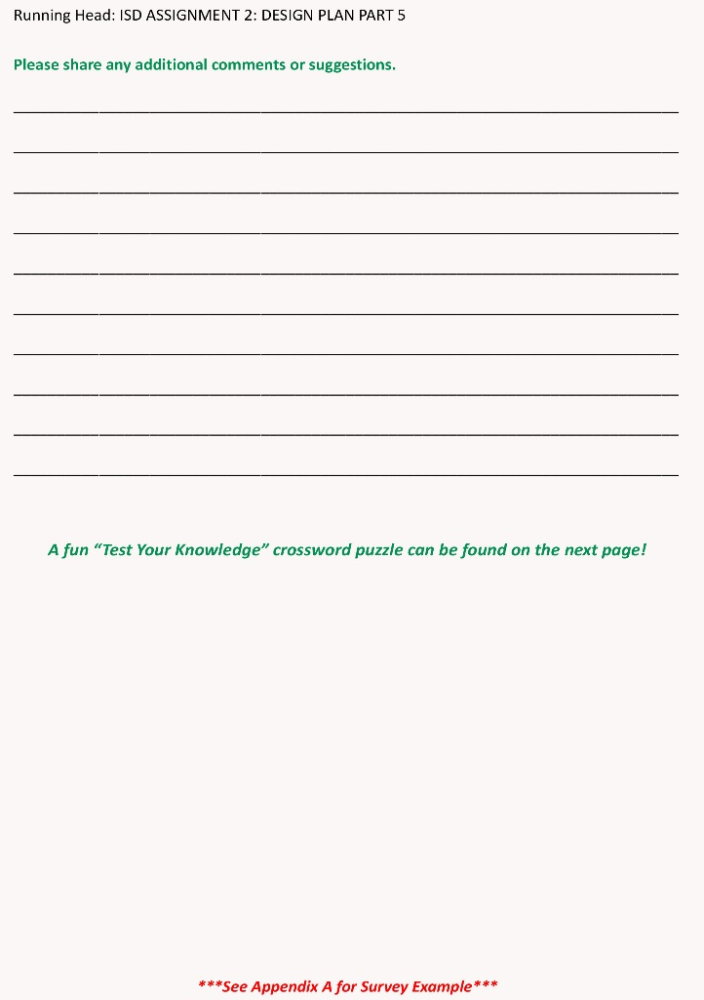 Running Head: ISD ASSIGNMENT 2: DESIGN PLAN PART 5
Please share any additional comments or suggestions.
A fun “Test Your Knowledge” crossword puzzle can be found on the next page!
***See Appendix A for Survey Example***